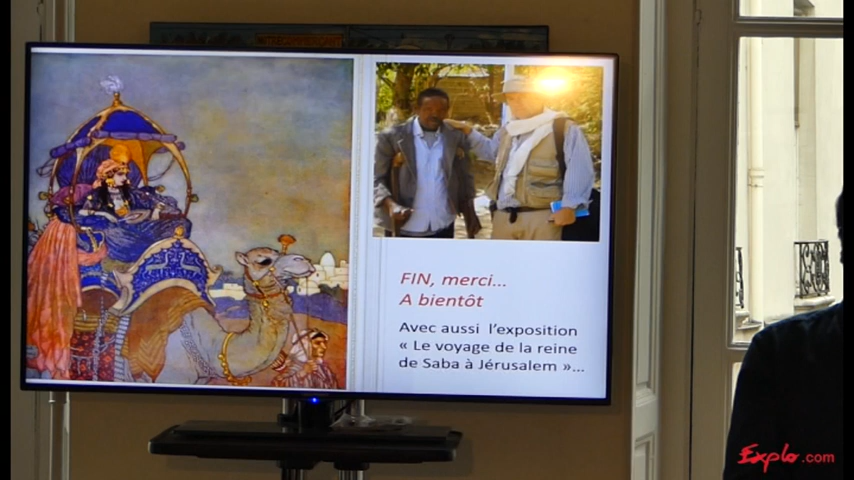 FIN, merci...
A bientôt
Avec aussi l'exposition
« Le voyage de la reine
de Saba à Jérusalem »...
Explo.com